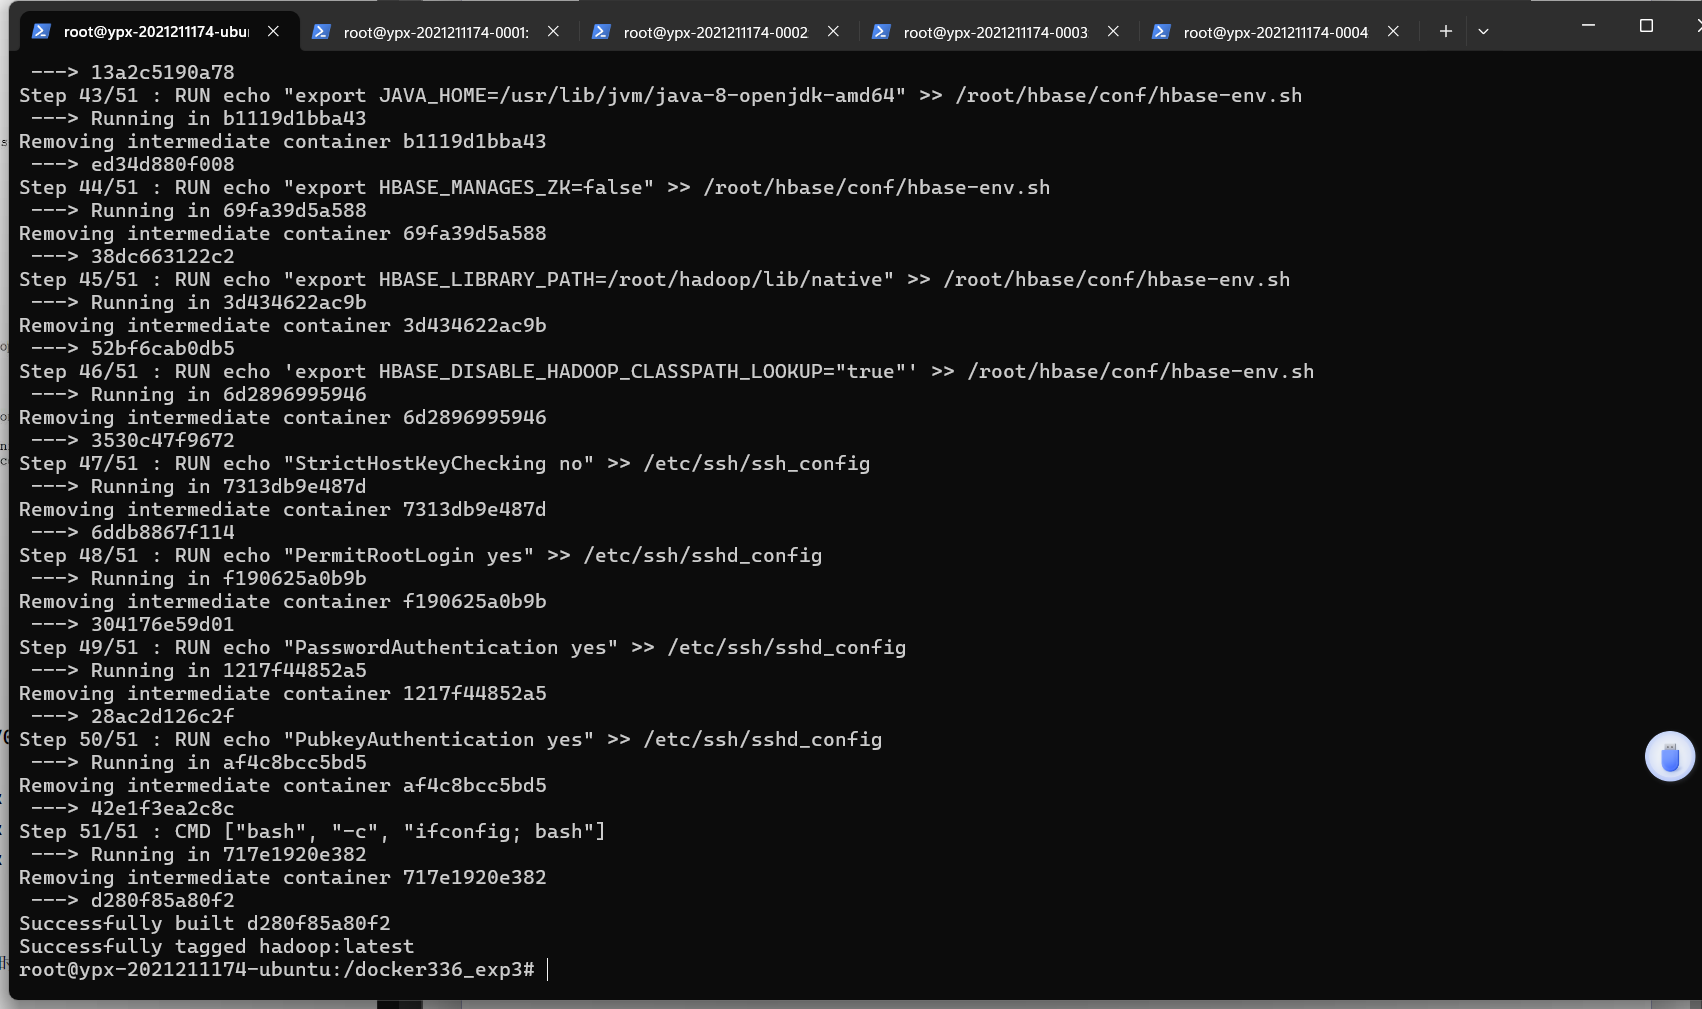 root@ypx-2021211174-ubu
root@ypx-2021211174-0001:
root@ypx-2021211174-0002
root@ypx-2021211174-0003
root@ypx-2021211174-0004
---> 13a2c5190a78
Step 43/51 : RUN echo "export JAVA_HOME=/usr/lib/jvm/java-8-openjdk-amd64" >> /root/hbase/conf/hbase-env.sh
---> Running in b1119d1bba43
Removing intermediate container b1119d1bba43
---> ed34d880f008
Step 44/51 : RUN echo "export HBASE_MANAGES_ZK=false" >> /root/hbase/conf/hbase-env.sh
---> Running in 69fa39d5a588
Removing intermediate container 69fa39d5a588
---> 38dc663122c2
Step 45/51 : RUN echo "export HBASE_LIBRARY_PATH=/root/hadoop/lib/native" >> /root/hbase/conf/hbase-env.sh
---> Running in 3d434622ac9b
Removing intermediate container 3d434622ac9b
---> 52bf6cab0db5
Step 46/51 : RUN echo 'export HBASE_DISABLE_HADOOP_CLASSPATH_LOOKUP="true"' >> /root/hbase/conf/hbase-env.sh
---> Running in 6d2896995946
Removing intermediate container 6d2896995946
---> 3530c47f9672
Step 47/51 : RUN echo "StrictHostKeyChecking no" >> /etc/ssh/ssh_config
---> Running in 7313db9e487d
Removing intermediate container 7313db9e487d
---> 6ddb8867f114
Step 48/51 : RUN echo "PermitRootLogin yes" >> /etc/ssh/sshd_config
---> Running in f190625a0b9b
Removing intermediate container f190625a0b9b
---> 304176e59d01
Step 49/51 : RUN echo "PasswordAuthentication yes" >> /etc/ssh/sshd_config
---> Running in 1217f44852a5
Removing intermediate container 1217f44852a5
---> 28ac2d126c2f
Step 50/51 : RUN echo "PubkeyAuthentication yes" >> /etc/ssh/sshd_config
---> Running in af4c8bcc5bd5
Removing intermediate container af4c8bcc5bd5
---> 42e1f3ea2c8c
Step 51/51 : CMD ["bash", "-c", "ifconfig; bash"]
---> Running in 717e1920e382
Removing intermediate container 717e1920e382
---> d280f85a80f2
Successfully built d280f85a80f2
Successfully tagged hadoop:latest
root@ypx-2021211174-ubuntu:/docker336_exp3#